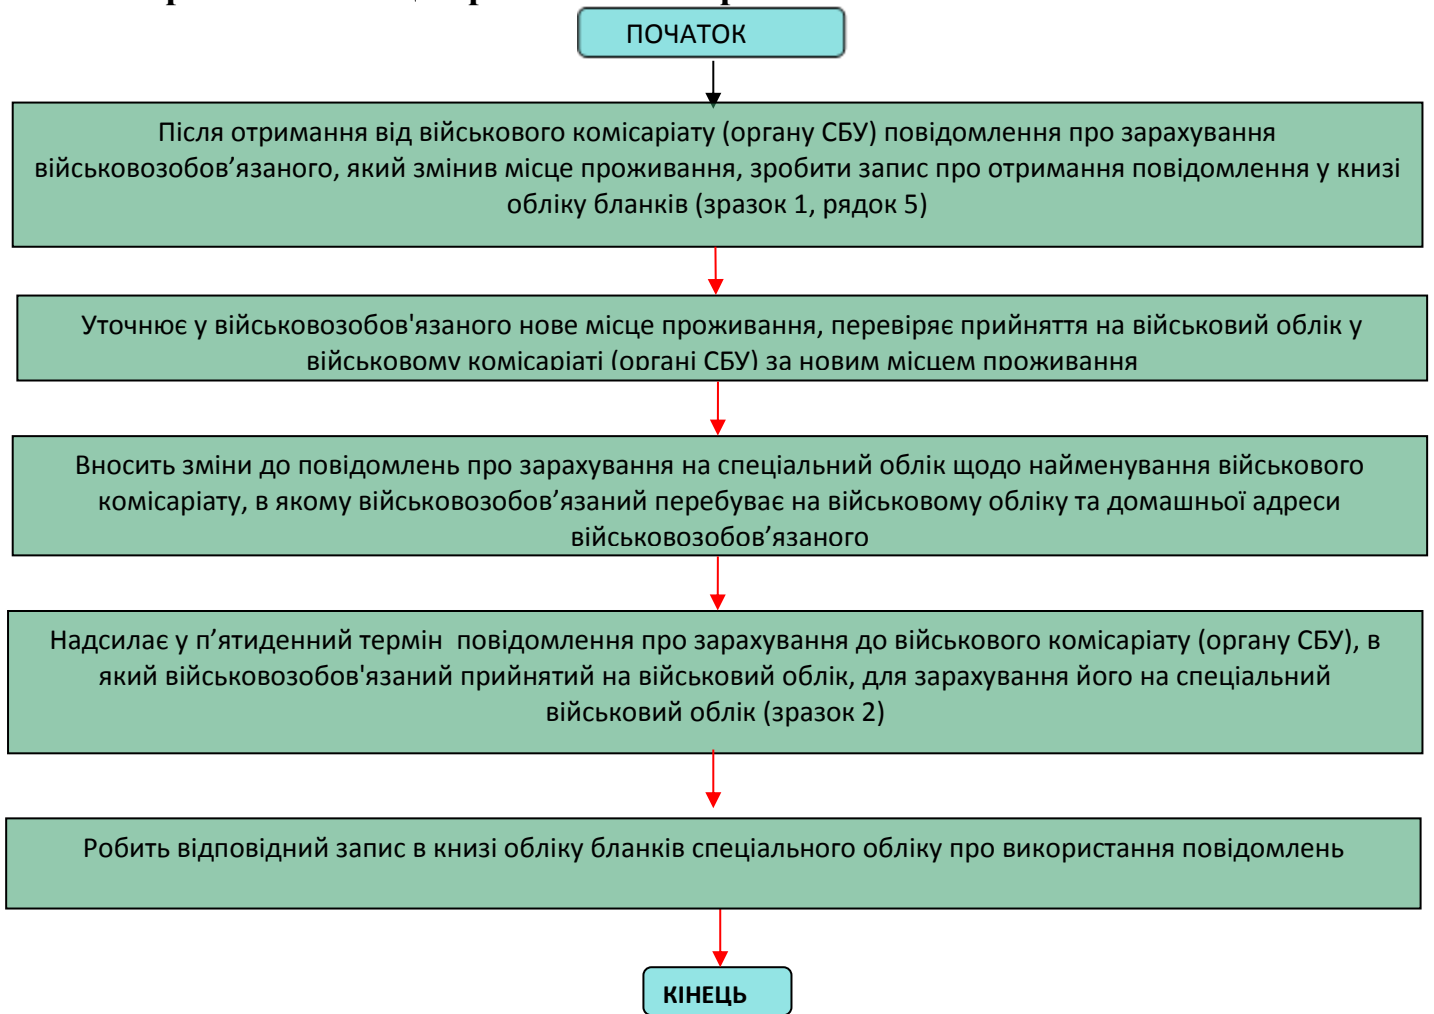 ПОЧАТОК
Після отримання від військового комісаріату (органу СБУ) повідомлення про зарахування
військовозобов’язаного, який змінив місце проживання, зробити запис про отримання повідомлення у книзі
обліку бланків (зразок 1, рядок 5)
Уточнює у військовозобов'язаного нове місце проживання, перевіряє прийняття на військовий облік у
військовому комісаріаті (органі СБУ) за новим місцем проживання
Вносить зміни до повідомлень про зарахування на спеціальний облік щодо найменування військового
комісаріату, в якому військовозобов’язаний перебуває на військовому обліку та домашньої адреси
військовозобов’язаного
Надсилає у п’ятиденний термін повідомлення про зарахування до військового комісаріату (органу СБУ), в
який військовозобов'язаний прийнятий на військовий облік, для зарахування його на спеціальний
військовий облік (зразок 2)
Робить відповідний запис в книзі обліку бланків спеціального обліку про використання повідомлень
КІНЕЦЬ